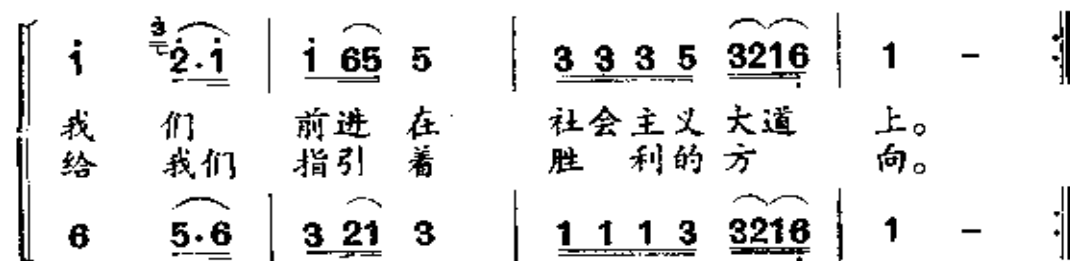 3 i 2·i | i 65 5 | 3 3 3 5 3216 | 1 - :‖
我 们 前进 在 社会主义 大道 上。
给 我们 指引 着 胜 利的 方 向。
6 5·6 | 3 21 3 | 1 1 1 3 3216 | 1 - :‖